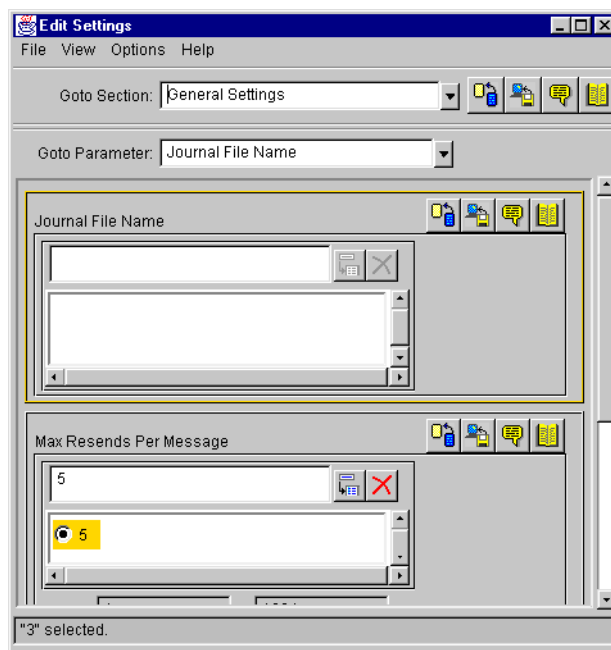 Edit Settings
File View Options Help
Goto Section: General Settings
Goto Parameter: Journal File Name
Journal File Name
Max Resends Per Message
5
5
"3" selected.